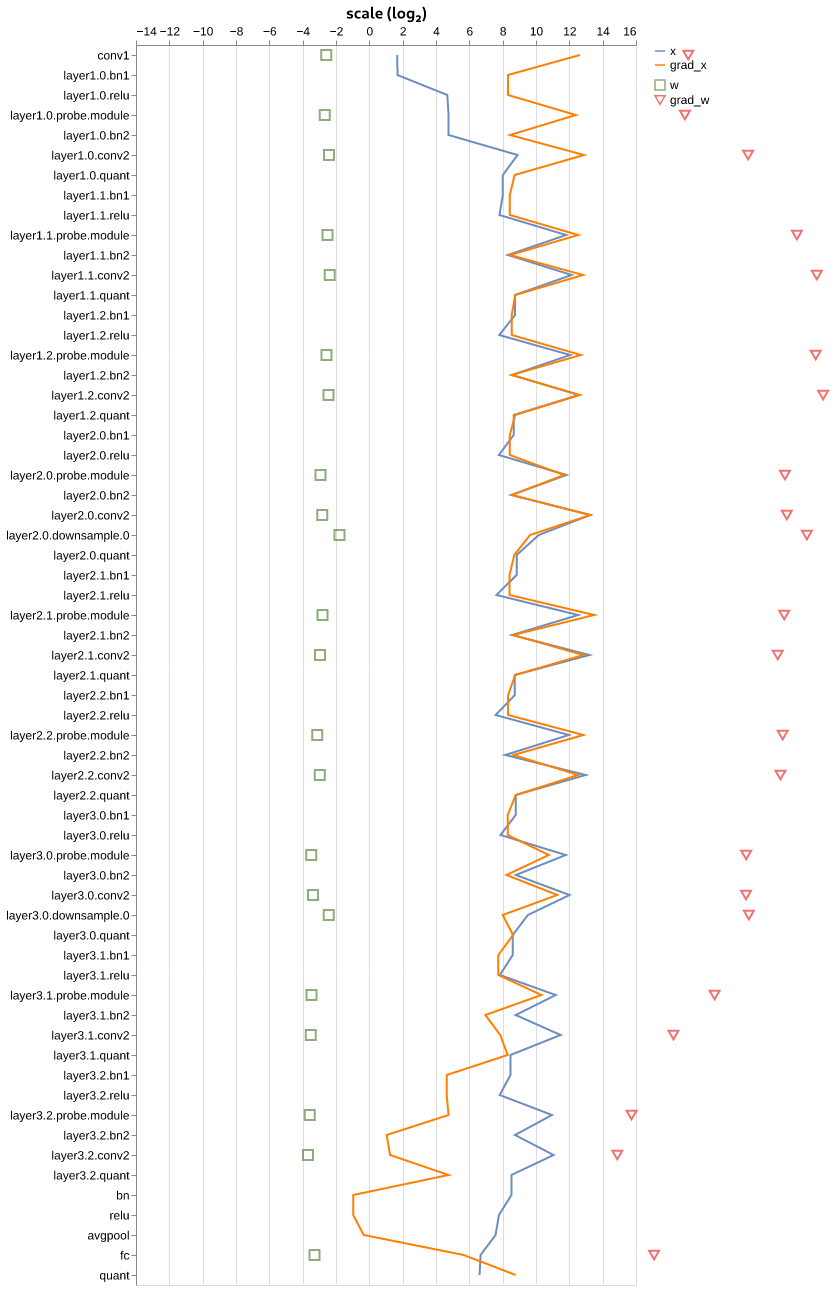 scale (log₂)
−14 −12 −10 −8 −6 −4 −2 0 2 4 6 8 10 12 14 16
x
grad_x
w
grad_w
conv1
layer1.0.bn1
layer1.0.relu
layer1.0.probe.module
layer1.0.bn2
layer1.0.conv2
layer1.0.quant
layer1.1.bn1
layer1.1.relu
layer1.1.probe.module
layer1.1.bn2
layer1.1.conv2
layer1.1.quant
layer1.2.bn1
layer1.2.relu
layer1.2.probe.module
layer1.2.bn2
layer1.2.conv2
layer1.2.quant
layer2.0.bn1
layer2.0.relu
layer2.0.probe.module
layer2.0.bn2
layer2.0.conv2
layer2.0.downsample.0
layer2.0.quant
layer2.1.bn1
layer2.1.relu
layer2.1.probe.module
layer2.1.bn2
layer2.1.conv2
layer2.1.quant
layer2.2.bn1
layer2.2.relu
layer2.2.probe.module
layer2.2.bn2
layer2.2.conv2
layer2.2.quant
layer3.0.bn1
layer3.0.relu
layer3.0.probe.module
layer3.0.bn2
layer3.0.conv2
layer3.0.downsample.0
layer3.0.quant
layer3.1.bn1
layer3.1.relu
layer3.1.probe.module
layer3.1.bn2
layer3.1.conv2
layer3.1.quant
layer3.2.bn1
layer3.2.relu
layer3.2.probe.module
layer3.2.bn2
layer3.2.conv2
layer3.2.quant
bn
relu
avgpool
fc
quant